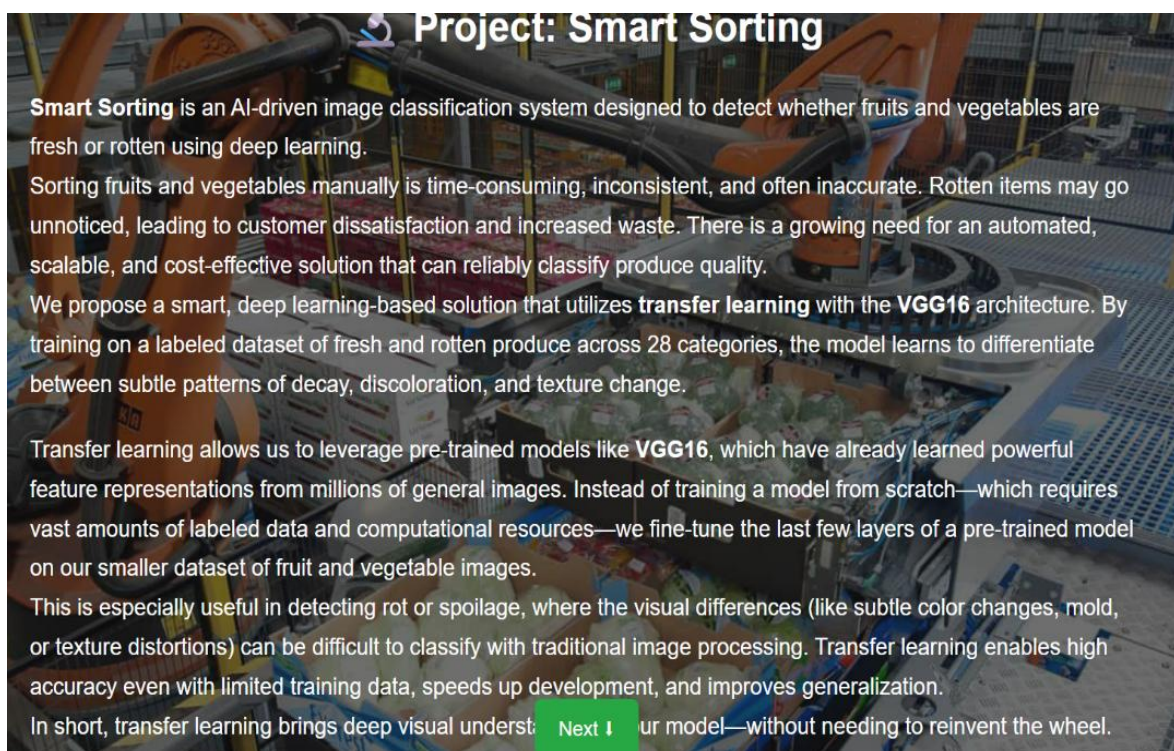 🔬 Project: Smart Sorting
Smart Sorting is an AI-driven image classification system designed to detect whether fruits and vegetables are
fresh or rotten using deep learning.
Sorting fruits and vegetables manually is time-consuming, inconsistent, and often inaccurate. Rotten items may go
unnoticed, leading to customer dissatisfaction and increased waste. There is a growing need for an automated,
scalable, and cost-effective solution that can reliably classify produce quality.
We propose a smart, deep learning-based solution that utilizes transfer learning with the VGG16 architecture. By
training on a labeled dataset of fresh and rotten produce across 28 categories, the model learns to differentiate
between subtle patterns of decay, discoloration, and texture change.
Transfer learning allows us to leverage pre-trained models like VGG16, which have already learned powerful
feature representations from millions of general images. Instead of training a model from scratch—which requires
vast amounts of labeled data and computational resources—we fine-tune the last few layers of a pre-trained model
on our smaller dataset of fruit and vegetable images.
This is especially useful in detecting rot or spoilage, where the visual differences (like subtle color changes, mold,
or texture distortions) can be difficult to classify with traditional image processing. Transfer learning enables high
accuracy even with limited training data, speeds up development, and improves generalization.
In short, transfer learning brings deep visual underst ur model—without needing to reinvent the wheel.
Next ⬇